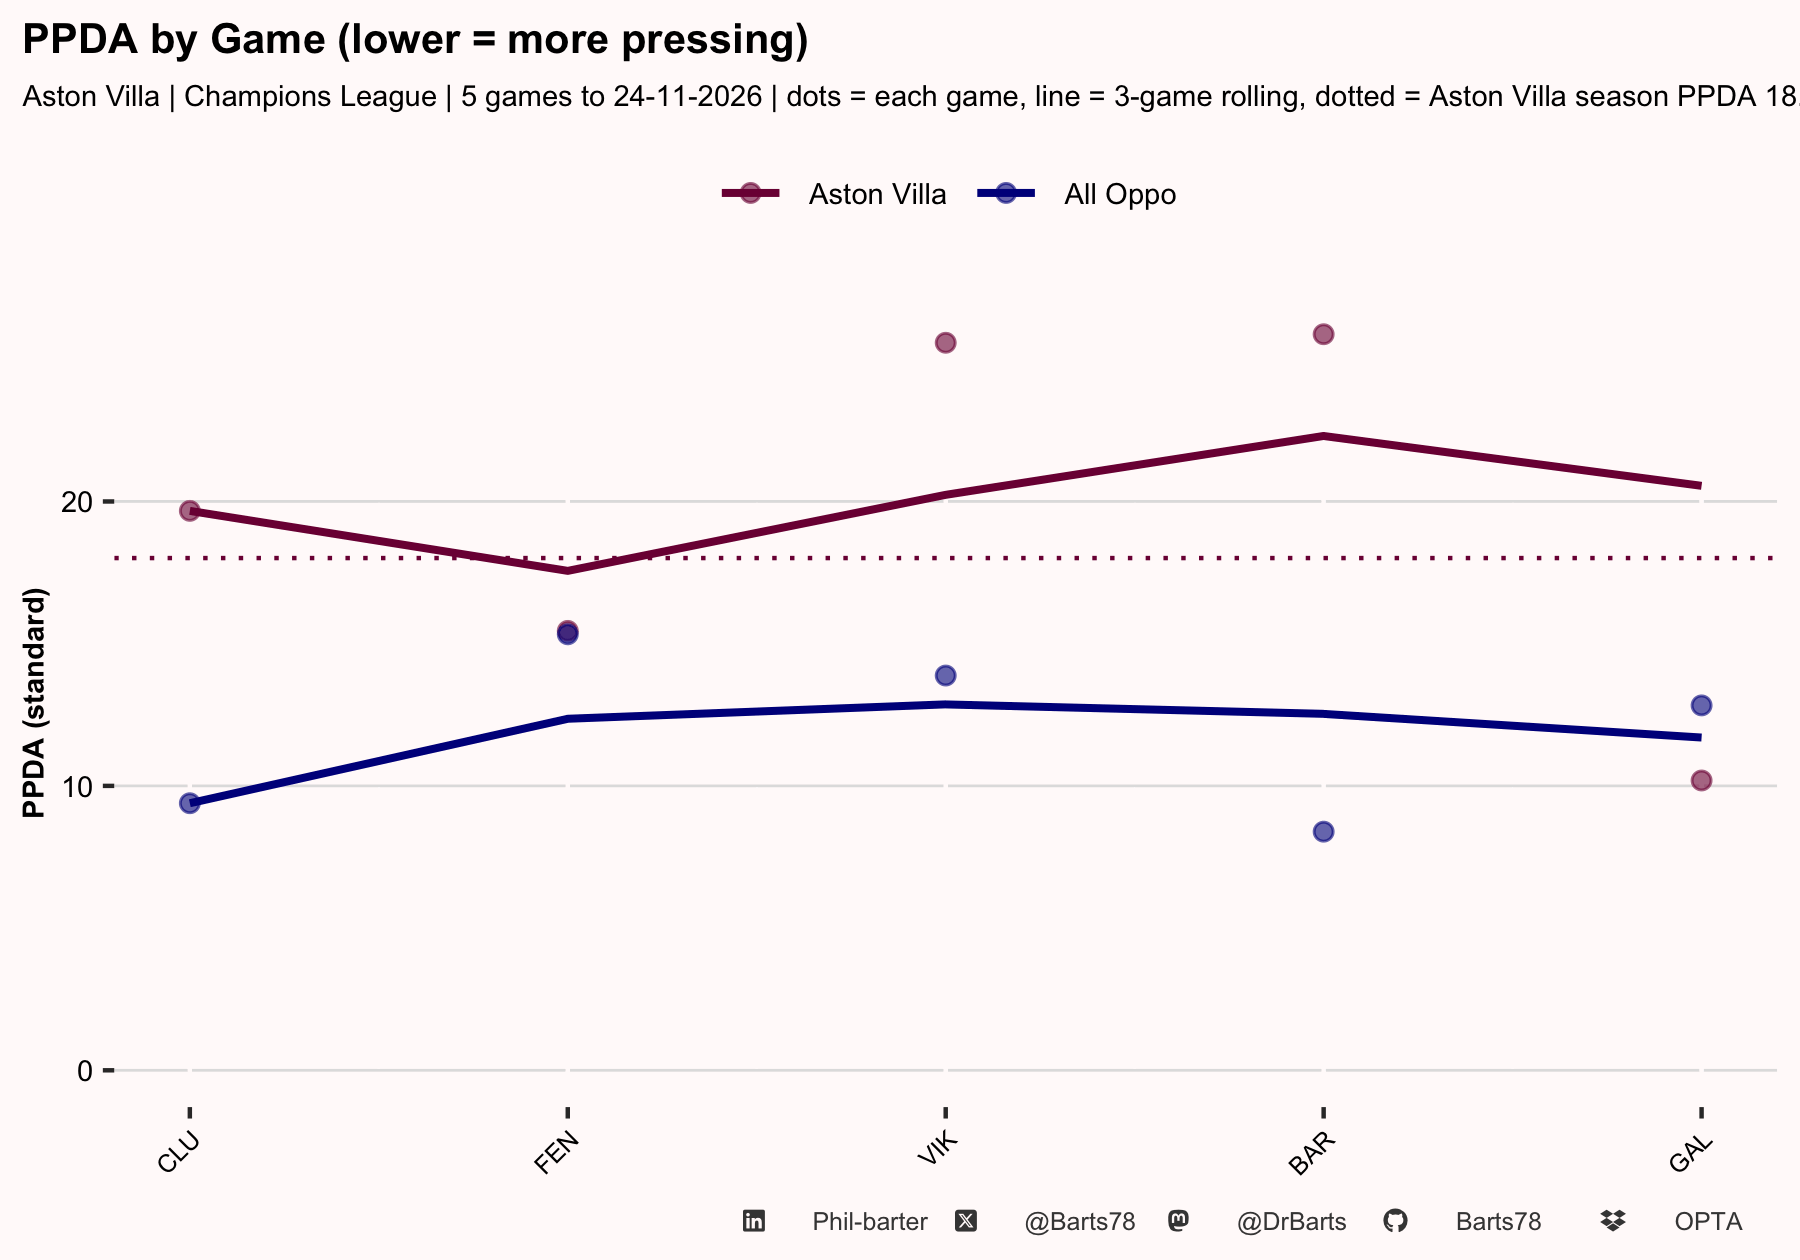 PPDA by Game (lower = more pressing)
Aston Villa | Champions League | 5 games to 24-11-2026 | dots = each game, line = 3-game rolling, dotted = Aston Villa season PPDA 18.
Aston Villa
All Oppo
PPDA (standard)
20
10
0
CLU
FEN
VIK
BAR
GAL
Phil-barter @Barts78 @DrBarts Barts78 OPTA